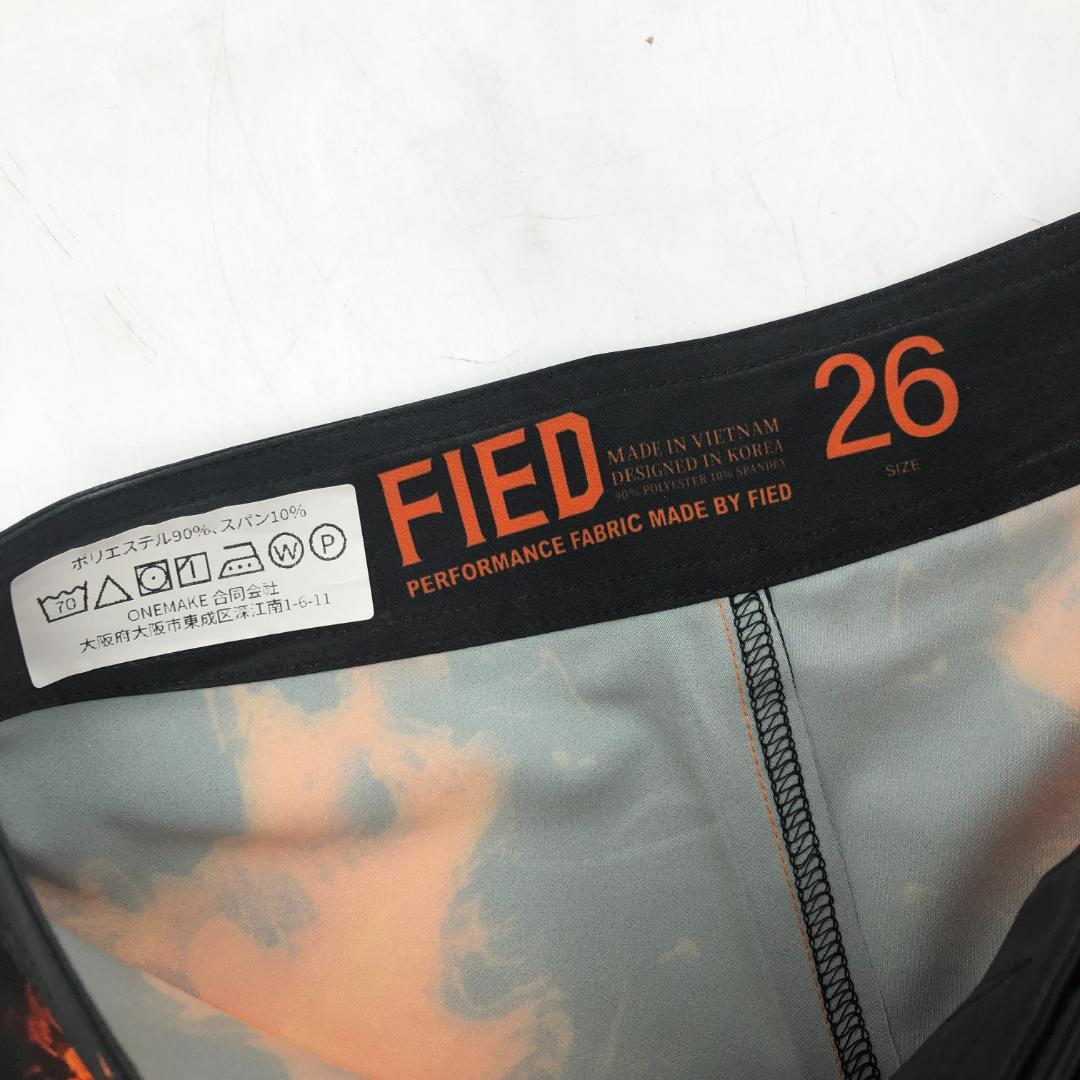 ポリエステル90%、スパン10%
70 1 W P
ONEMAKE 合同会社
大阪府大阪市東成区深江南1-6-11
FIED
MADE IN VIETNAM
DESIGNED IN KOREA
90% POLYESTER 10% SPANDEX
PERFORMANCE FABRIC MADE BY FIED
26
SIZE